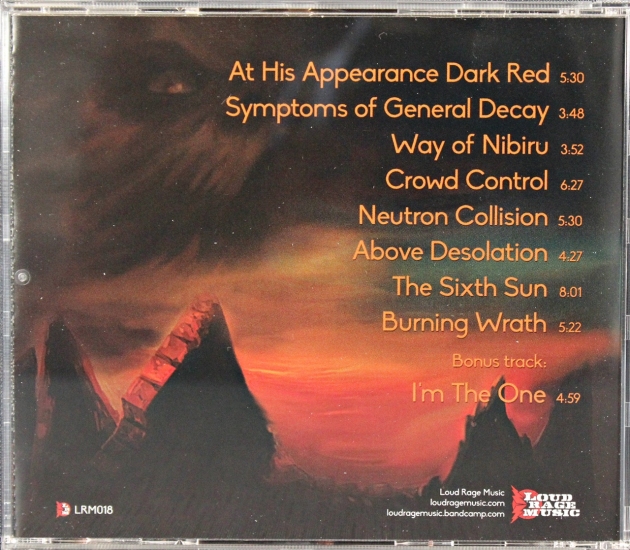 At His Appearance Dark Red 5:30
Symptoms of General Decay 3:48
Way of Nibiru 3:52
Crowd Control 6:27
Neutron Collision 5:30
Above Desolation 4:27
The Sixth Sun 8:01
Burning Wrath 5:22
Bonus track:
I'm The One 4:59
Loud Rage Music
loudragemusic.com
loudragemusic.bandcamp.com
LOUD
RAGE
MUSIC
LRM018